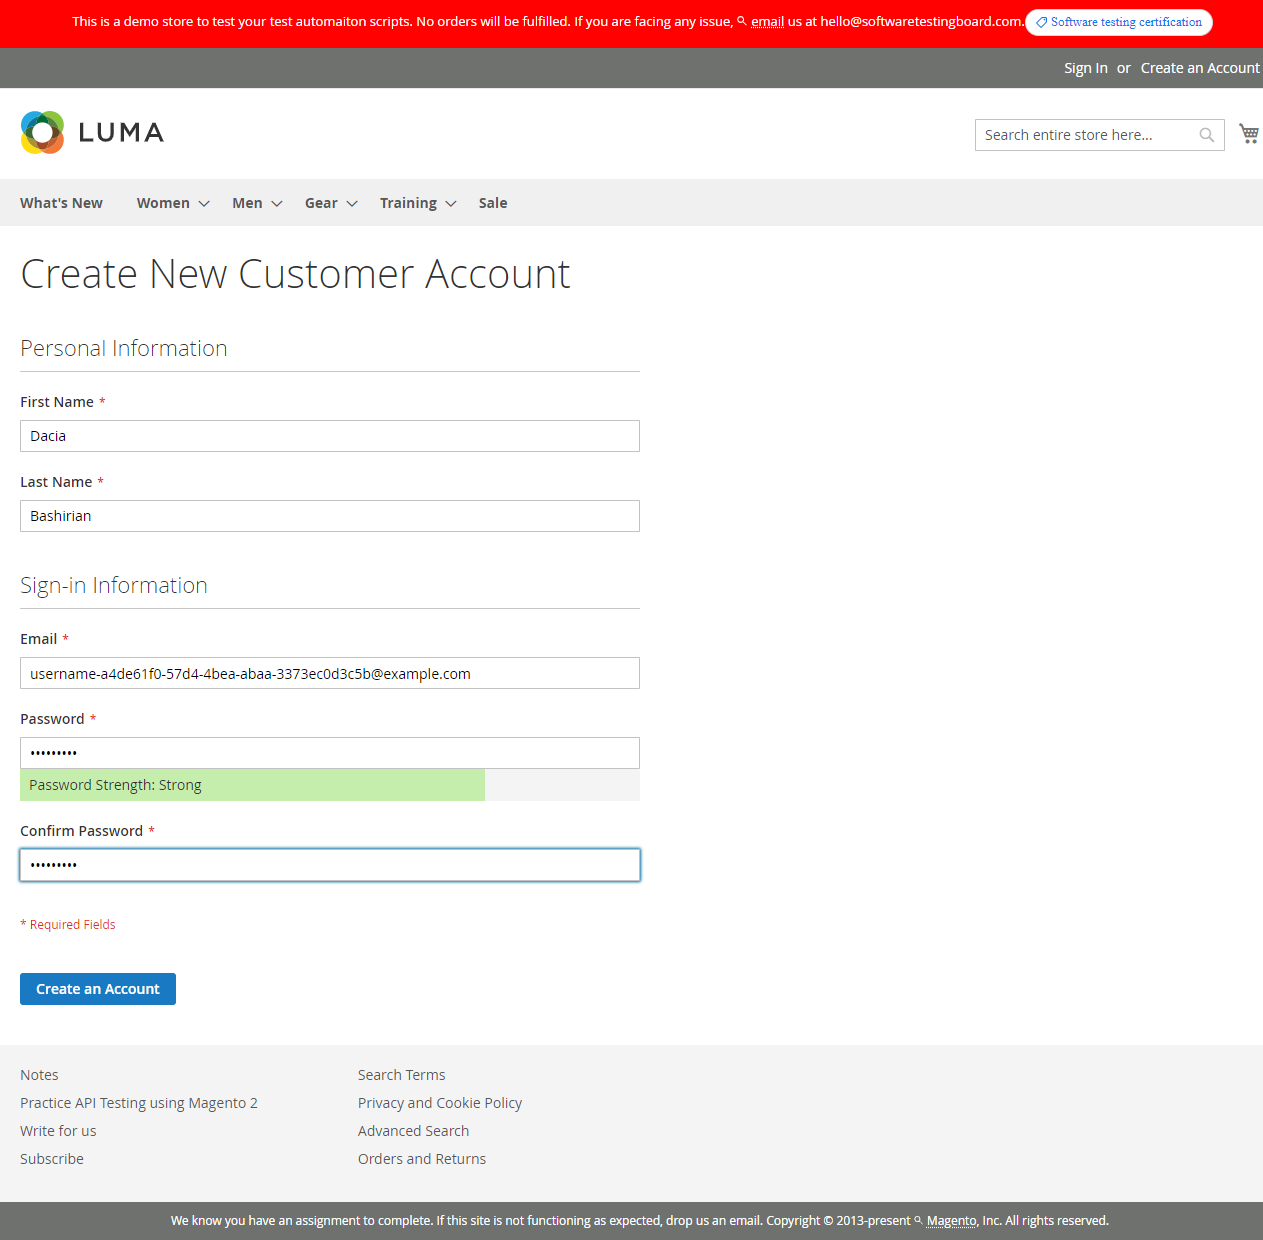 This is a demo store to test your test automaiton scripts. No orders will be fulfilled. If you are facing any issue, email us at hello@softwaretestingboard.com. Software testing certification
Sign In or Create an Account
LUMA
Search entire store here...
What's New Women Men Gear Training Sale
Create New Customer Account
Personal Information
First Name *
Dacia
Last Name *
Bashirian
Sign-in Information
Email *
username-a4de61f0-57d4-4bea-abaa-3373ec0d3c5b@example.com
Password *
•••••••••
Password Strength: Strong
Confirm Password *
•••••••••
* Required Fields
Create an Account
Notes
Practice API Testing using Magento 2
Write for us
Subscribe
Search Terms
Privacy and Cookie Policy
Advanced Search
Orders and Returns
We know you have an assignment to complete. If this site is not functioning as expected, drop us an email. Copyright © 2013-present Magento, Inc. All rights reserved.